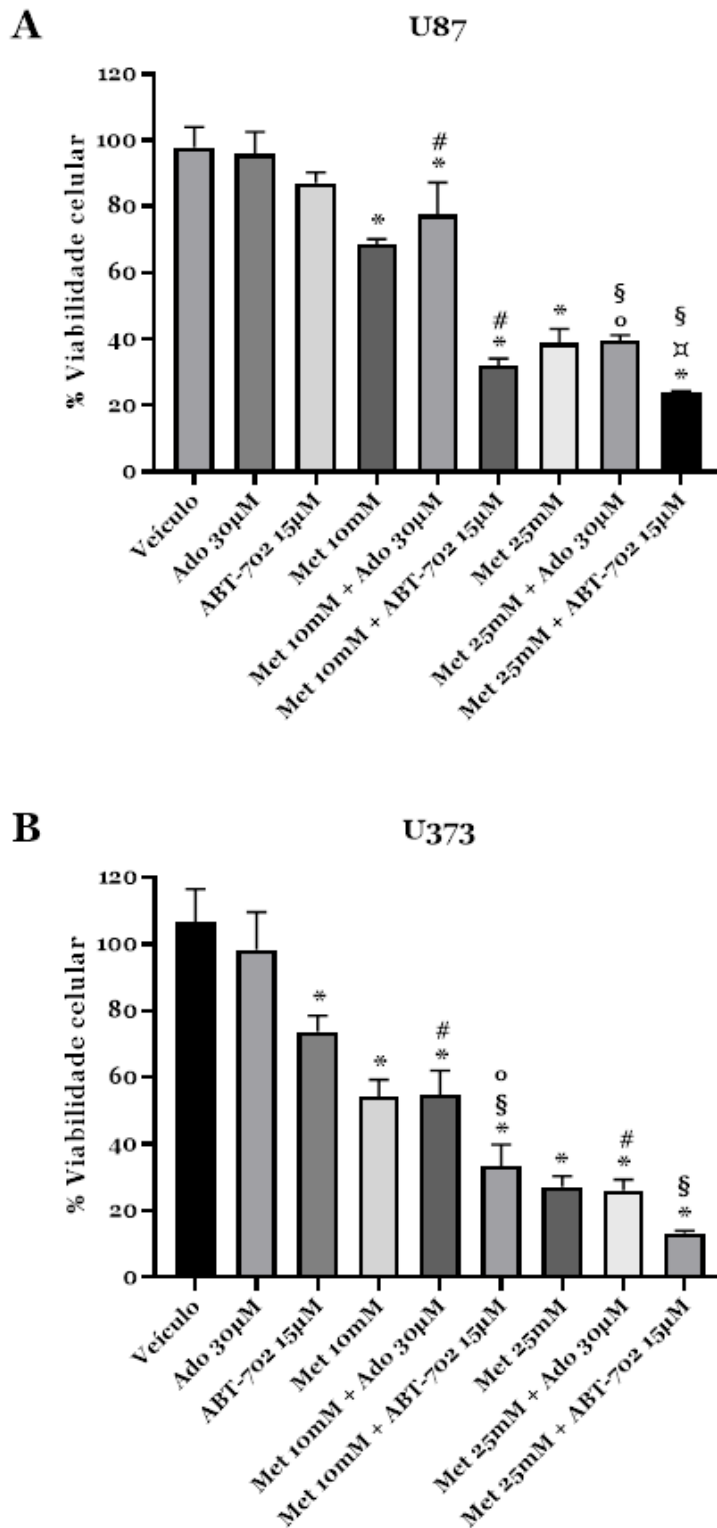 A
U87
% Viabilidade celular
120
100
80
60
40
20
0
*
#
*
#
*
*
§
o
§
¤
*
Veículo
Ado 30µM
ABT-702 15µM
Met 10mM
Met 10mM + Ado 30µM
Met 10mM + ABT-702 15µM
Met 25mM
Met 25mM + Ado 30µM
Met 25mM + ABT-702 15µM
B
U373
% Viabilidade celular
120
100
80
60
40
20
0
*
*
#
*
o
§
*
*
#
*
§
*
Veículo
Ado 30µM
ABT-702 15µM
Met 10mM
Met 10mM + Ado 30µM
Met 10mM + ABT-702 15µM
Met 25mM
Met 25mM + Ado 30µM
Met 25mM + ABT-702 15µM